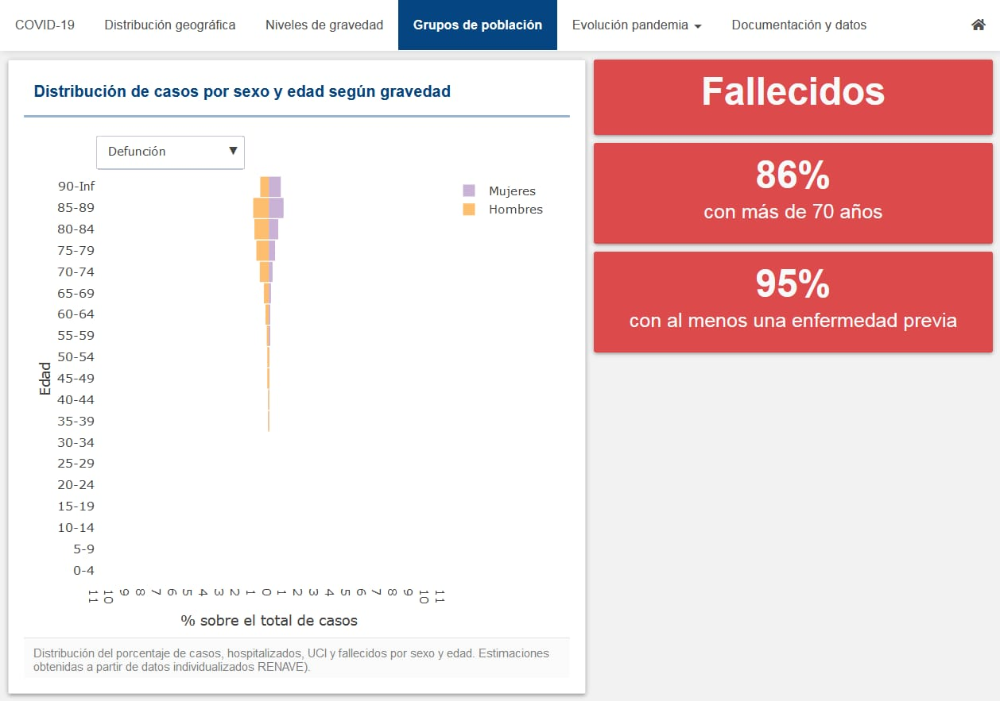 COVID-19 Distribución geográfica Niveles de gravedad Grupos de población Evolución pandemia Documentación y datos
Distribución de casos por sexo y edad según gravedad
Defunción
Mujeres
Hombres
90-Inf
85-89
80-84
75-79
70-74
65-69
60-64
55-59
50-54
45-49
40-44
35-39
30-34
25-29
20-24
15-19
10-14
5-9
0-4
Edad
11 10 9 8 7 6 5 4 3 2 1 0 1 2 3 4 5 6 7 8 9 10 11
% sobre el total de casos
Distribución del porcentaje de casos, hospitalizados, UCI y fallecidos por sexo y edad. Estimaciones
obtenidas a partir de datos individualizados RENAVE).
Fallecidos
86%
con más de 70 años
95%
con al menos una enfermedad previa